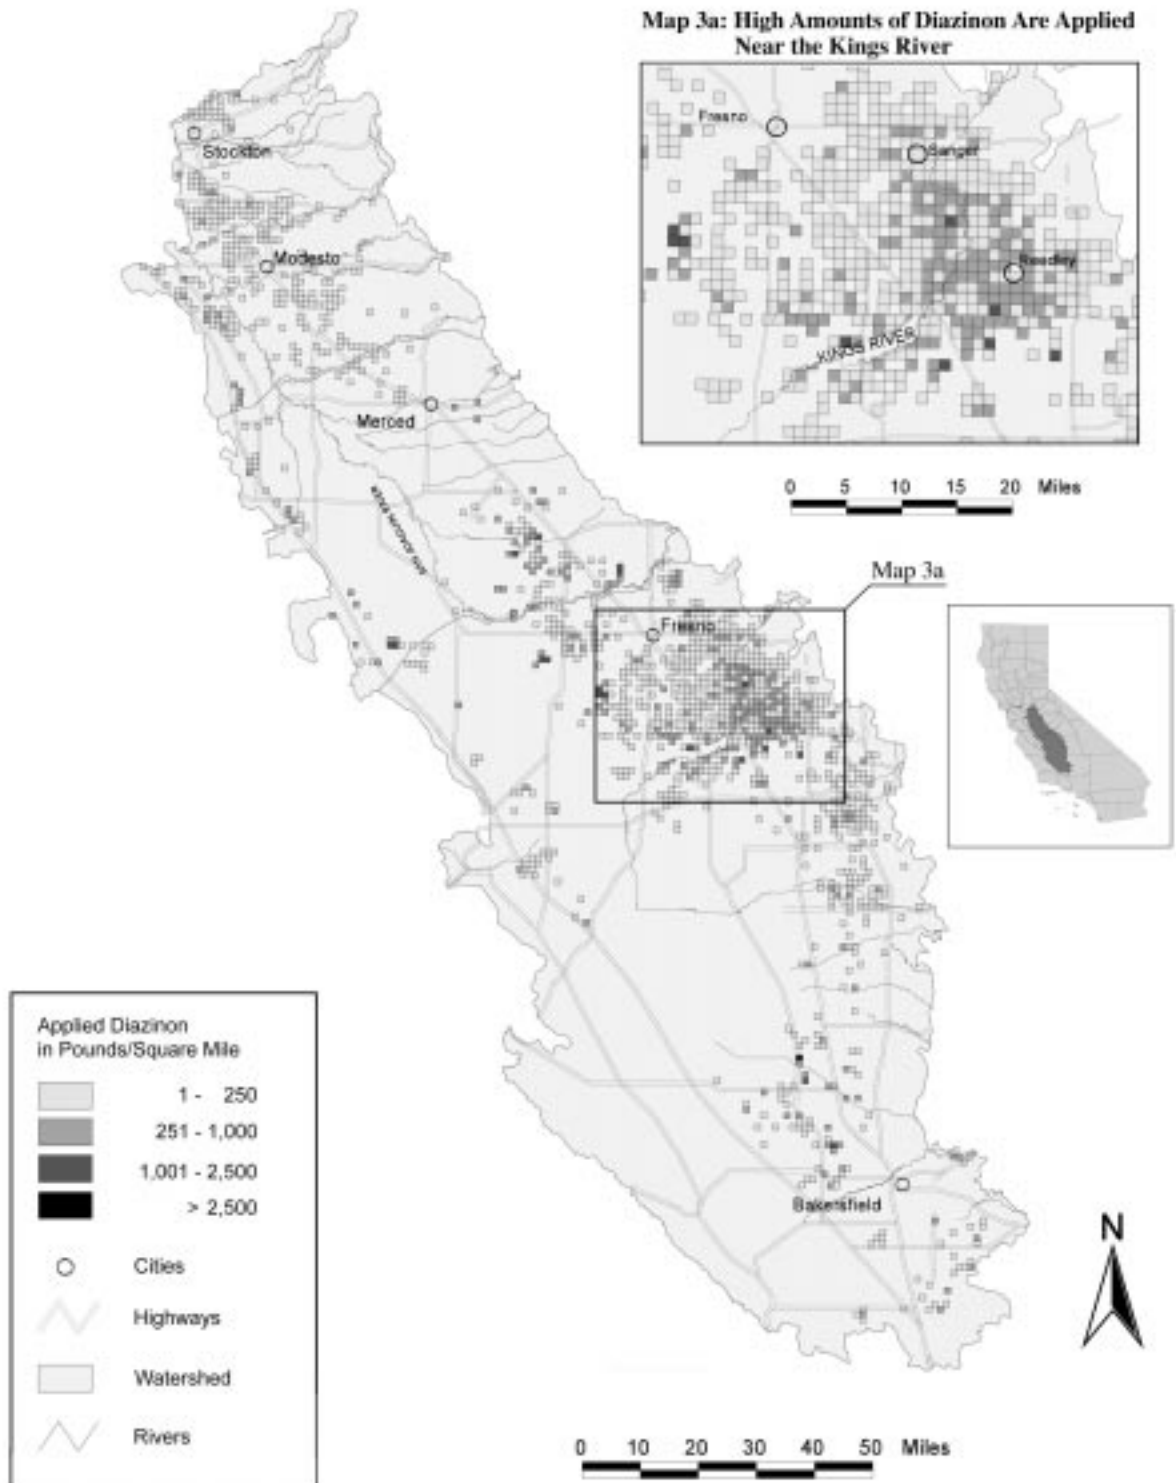 Map 3a: High Amounts of Diazinon Are Applied
Near the Kings River
Fresno
Sanger
Reedley
KINGS RIVER
0 5 10 15 20 Miles
Stockton
Modesto
Merced
SAN JOAQUIN RIVER
Map 3a
Fresno
Bakersfield
Applied Diazinon
in Pounds/Square Mile
1 - 250
251 - 1,000
1,001 - 2,500
> 2,500
Cities
Highways
Watershed
Rivers
N
0 10 20 30 40 50 Miles